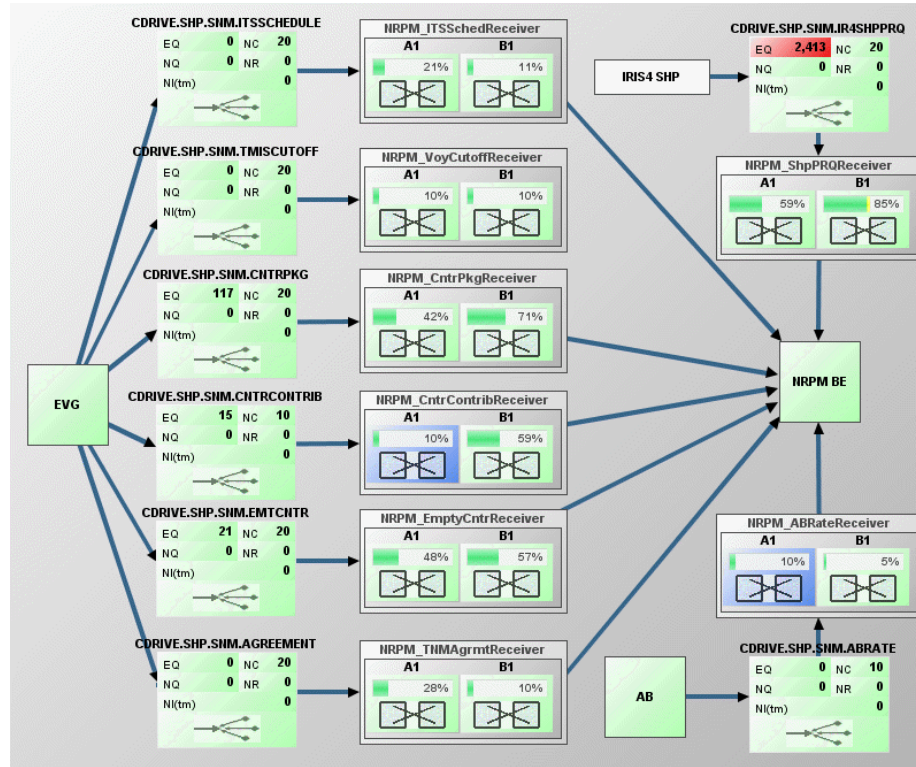 CDRIVE.SHP.SNM.ITSSCHEDULE
EQ 0 NC 20
NQ 0 NR 0
NI(tm) 0
NRPM_ITSSchedReceiver
A1 B1
21% 11%
CDRIVE.SHP.SNM.IR4SHPPRQ
EQ 2,413 NC 20
NQ 0 NR 0
NI(tm) 0
IRIS4 SHP
CDRIVE.SHP.SNM.TMISCUTOFF
EQ 0 NC 20
NQ 0 NR 0
NI(tm) 0
NRPM_VoyCutoffReceiver
A1 B1
10% 10%
NRPM_ShpPRQReceiver
A1 B1
59% 85%
CDRIVE.SHP.SNM.CNTRPKG
EQ 117 NC 20
NQ 0 NR 0
NI(tm) 0
NRPM_CntrPkgReceiver
A1 B1
42% 71%
EVG
NRPM BE
CDRIVE.SHP.SNM.CNTRCONTRIB
EQ 15 NC 10
NQ 0 NR 0
NI(tm) 0
NRPM_CntrContribReceiver
A1 B1
10% 59%
CDRIVE.SHP.SNM.EMTCNTR
EQ 21 NC 20
NQ 0 NR 0
NI(tm) 0
NRPM_EmptyCntrReceiver
A1 B1
48% 57%
NRPM_ABRateReceiver
A1 B1
10% 5%
CDRIVE.SHP.SNM.AGREEMENT
EQ 0 NC 20
NQ 0 NR 0
NI(tm) 0
NRPM_TNMAgrmtReceiver
A1 B1
28% 10%
AB
CDRIVE.SHP.SNM.ABRATE
EQ 0 NC 10
NQ 0 NR 0
NI(tm) 0